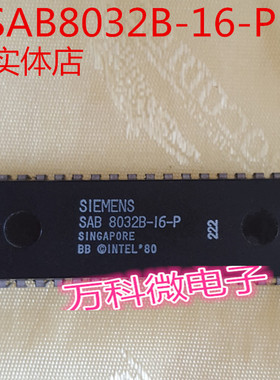 SAB8032B-16-P
实体店
SIEMENS
SAB 8032B-16-P
SINGAPORE
BB ©INTEL'80
222
万科微电子